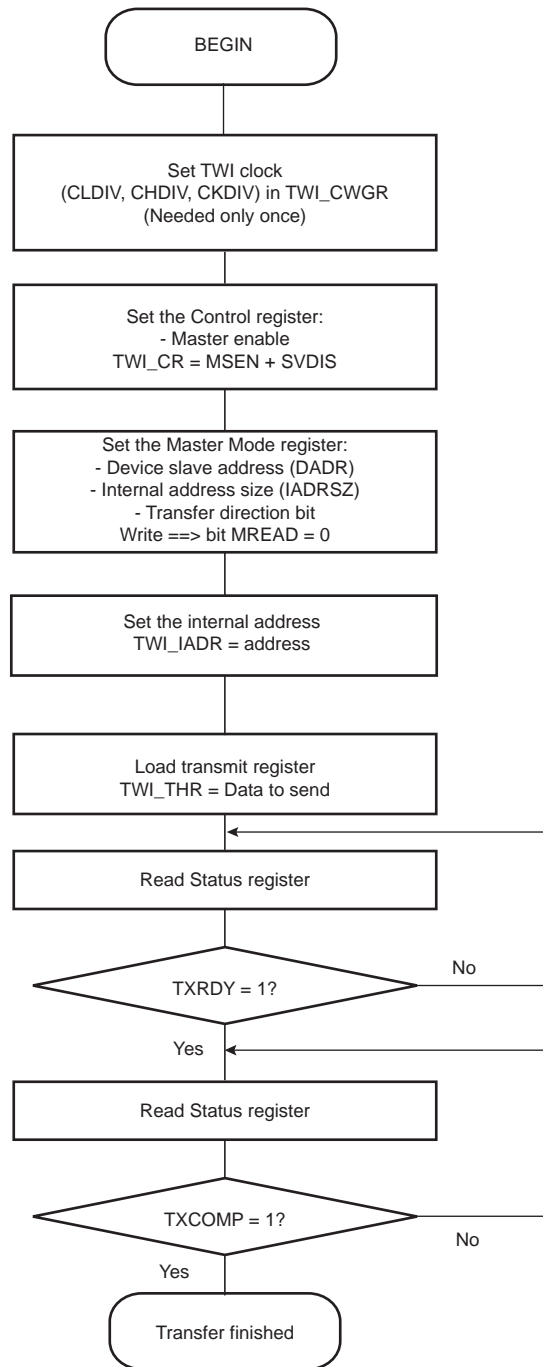 BEGIN
Set TWI clock
(CLDIV, CHDIV, CKDIV) in TWI_CWGR
(Needed only once)
Set the Control register:
- Master enable
TWI_CR = MSEN + SVDIS
Set the Master Mode register:
- Device slave address (DADR)
- Internal address size (IADRSZ)
- Transfer direction bit
Write ==> bit MREAD = 0
Set the internal address
TWI_IADR = address
Load transmit register
TWI_THR = Data to send
Read Status register
TXRDY = 1?
No
Yes
Read Status register
TXCOMP = 1?
No
Yes
Transfer finished